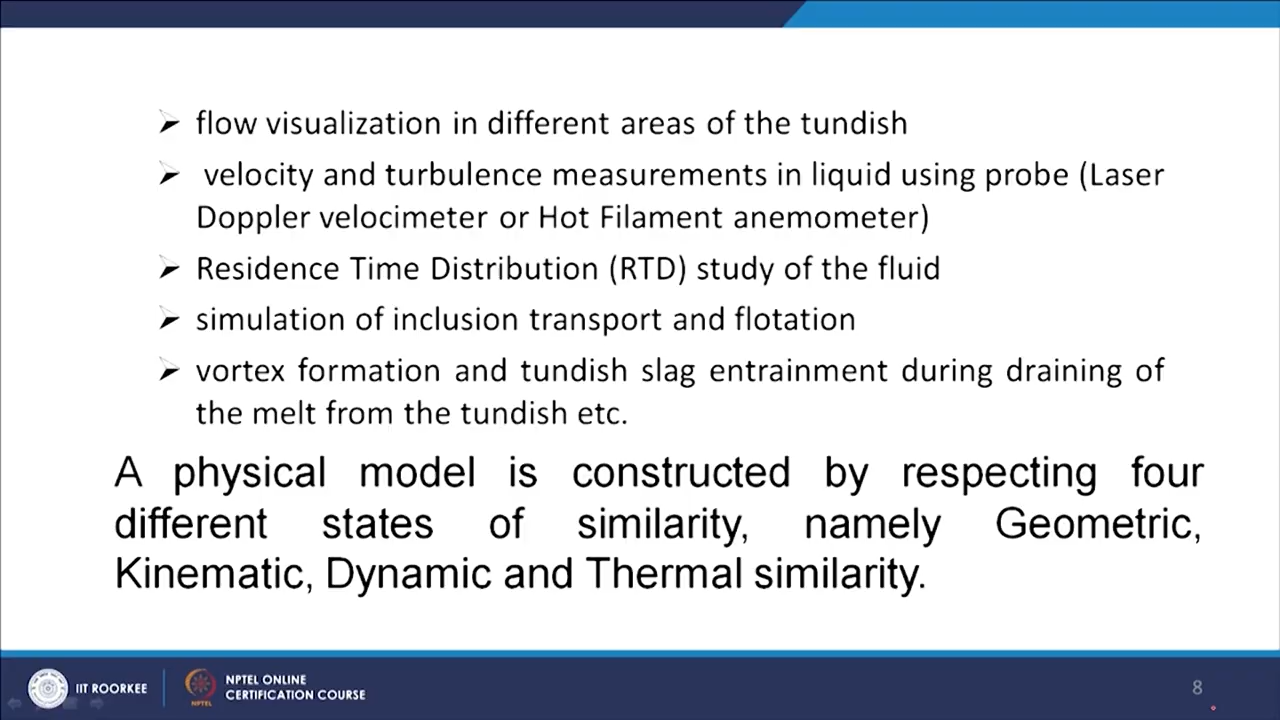 ➢ flow visualization in different areas of the tundish
➢ velocity and turbulence measurements in liquid using probe (Laser
Doppler velocimeter or Hot Filament anemometer)
➢ Residence Time Distribution (RTD) study of the fluid
➢ simulation of inclusion transport and flotation
➢ vortex formation and tundish slag entrainment during draining of
the melt from the tundish etc.
A physical model is constructed by respecting four
different states of similarity, namely Geometric,
Kinematic, Dynamic and Thermal similarity.
IIT ROORKEE
NPTEL
NPTEL ONLINE
CERTIFICATION COURSE
8